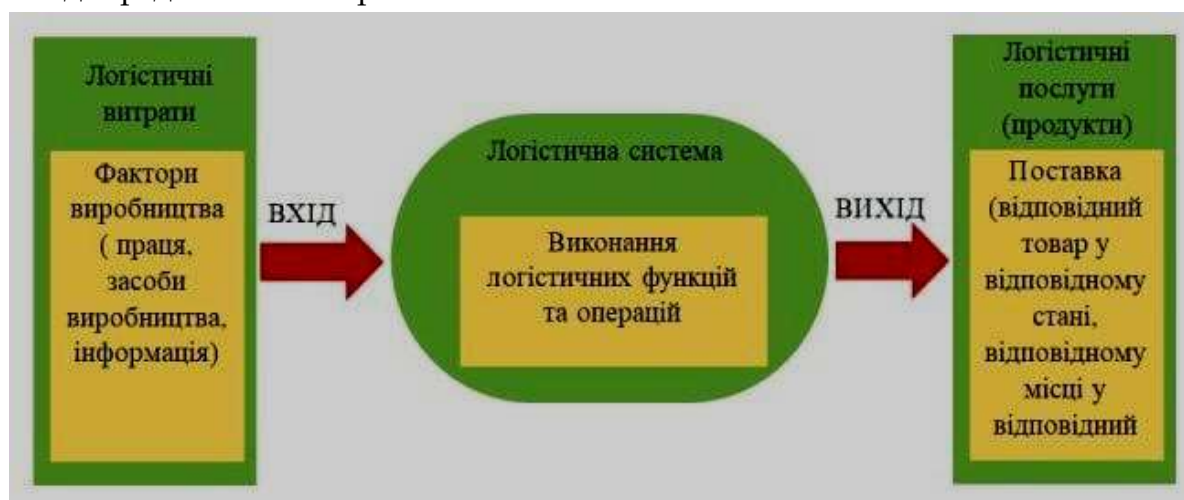 Логістичні
витрати
Фактори
виробництва
( праця,
засоби
виробництва,
інформація)
ВХІД
Логістична система
Виконання
логістичних функцій
та операцій
ВИХІД
Логістичні
послуги
(продукти)
Поставка
(відповідний
товар у
відповідному
стані,
відповідному
місці у
відповідний